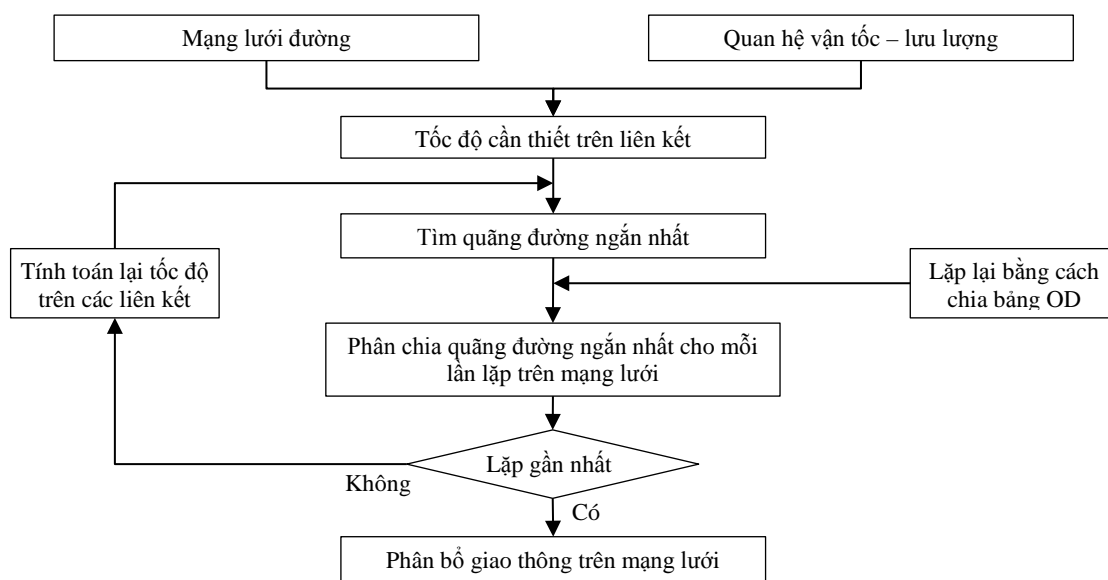 Mạng lưới đường
Quan hệ vận tốc – lưu lượng
Tốc độ cần thiết trên liên kết
Tìm quãng đường ngắn nhất
Tính toán lại tốc độ
trên các liên kết
Lặp lại bằng cách
chia bảng OD
Phân chia quãng đường ngắn nhất cho mỗi
lần lặp trên mạng lưới
Lặp gần nhất
Không
Có
Phân bổ giao thông trên mạng lưới